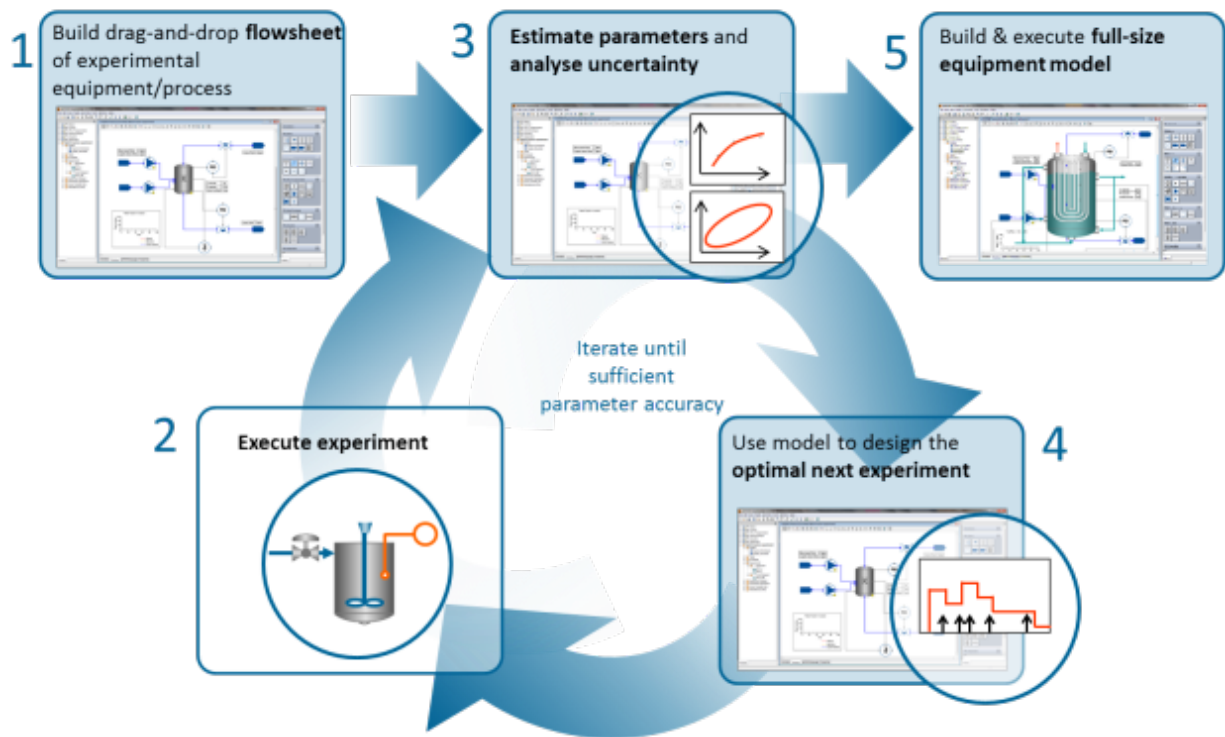 1
Build drag-and-drop flowsheet
of experimental
equipment/process
3
Estimate parameters and
analyse uncertainty
5
Build & execute full-size
equipment model
Iterate until
sufficient
parameter accuracy
2
Execute experiment
Use model to design the
optimal next experiment
4